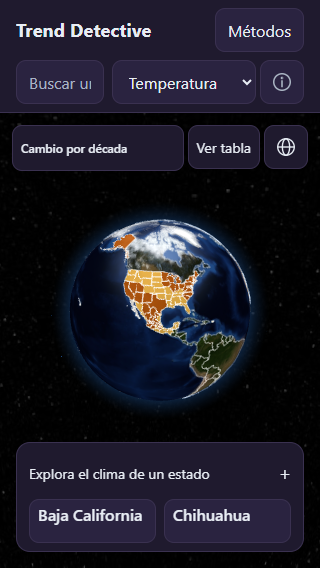 Trend Detective
Métodos
Buscar ur
Temperatura
Cambio por década
Ver tabla
Explora el clima de un estado
+
Baja California
Chihuahua